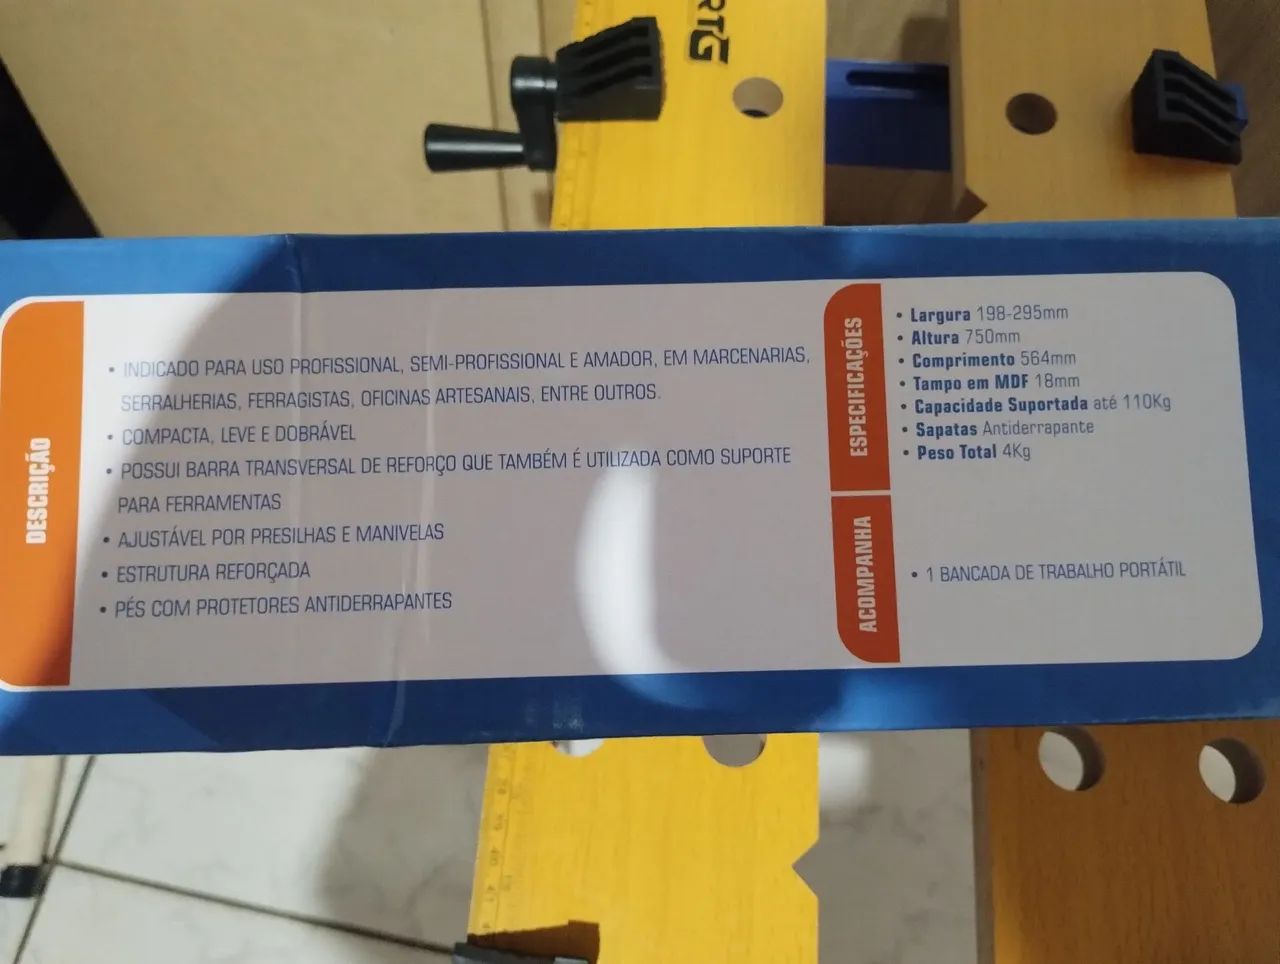 RTG
DESCRIÇÃO
• INDICADO PARA USO PROFISSIONAL, SEMI-PROFISSIONAL E AMADOR, EM MARCENARIAS,
SERRALHERIAS, FERRAGISTAS, OFICINAS ARTESANAIS, ENTRE OUTROS.
• COMPACTA, LEVE E DOBRÁVEL
• POSSUI BARRA TRANSVERSAL DE REFORÇO QUE TAMBÉM É UTILIZADA COMO SUPORTE
PARA FERRAMENTAS
• AJUSTÁVEL POR PRESILHAS E MANIVELAS
• ESTRUTURA REFORÇADA
• PÉS COM PROTETORES ANTIDERRAPANTES
ESPECIFICAÇÕES
• Largura 198-295mm
• Altura 750mm
• Comprimento 564mm
• Tampo em MDF 18mm
• Capacidade Suportada até 110Kg
• Sapatas Antiderrapante
• Peso Total 4Kg
ACOMPANHA
• 1 BANCADA DE TRABALHO PORTÁTIL